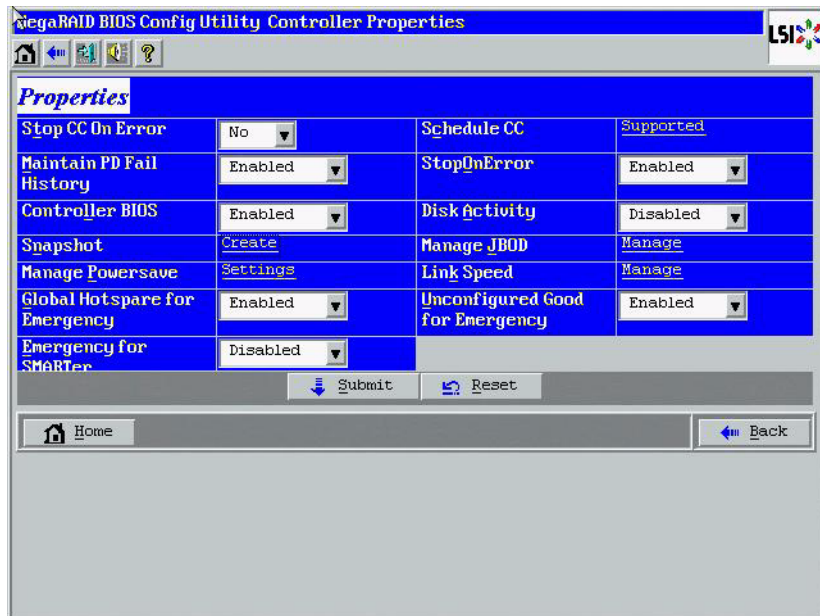 MegaRAID BIOS Config Utility Controller Properties
LSI
?
Properties
Stop CC On Error No Schedule CC Supported
Maintain PD Fail History Enabled StopOnError Enabled
Controller BIOS Enabled Disk Activity Disabled
Snapshot Create Manage JBOD Manage
Manage Powersave Settings Link Speed Manage
Global Hotspare for Emergency Enabled Unconfigured Good for Emergency Enabled
Emergency for SMARTer Disabled
Submit Reset
Home Back